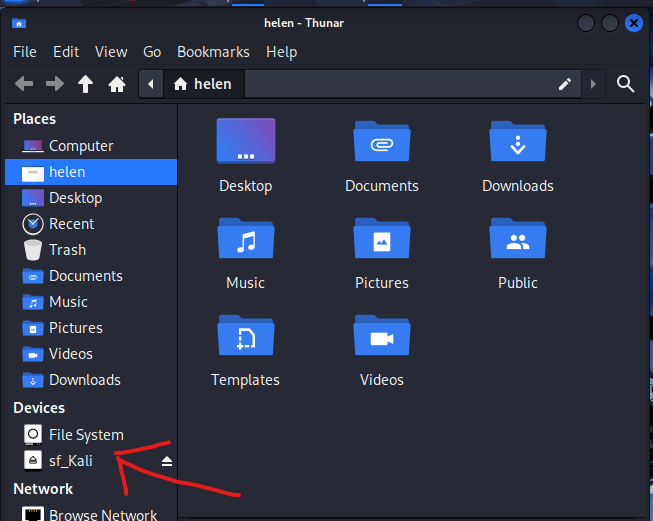 helen - Thunar
File Edit View Go Bookmarks Help
helen
Places
Computer
helen
Desktop
Recent
Trash
Documents
Music
Pictures
Videos
Downloads
Devices
File System
sf_Kali
Network
Browse Network
Desktop Documents Downloads
Music Pictures Public
Templates Videos